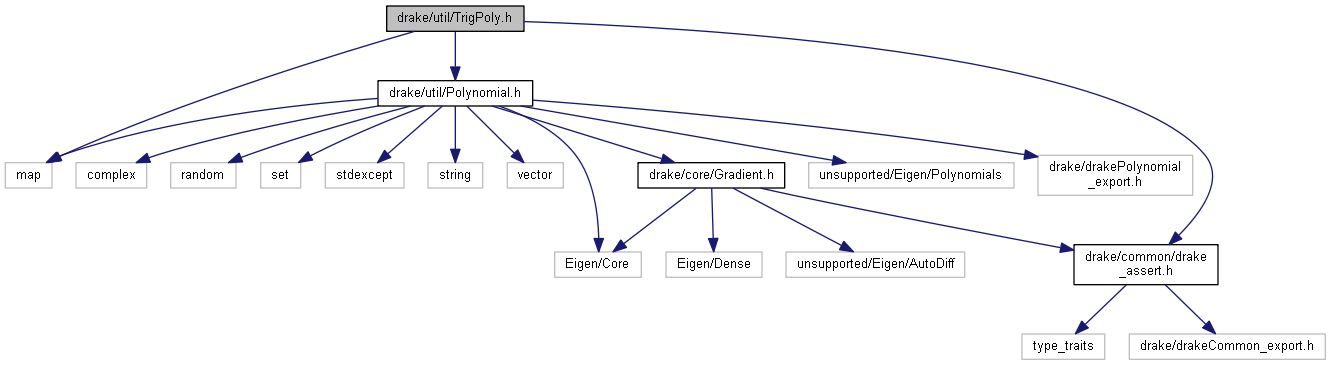 drake/util/TrigPoly.h
drake/util/Polynomial.h
map
complex
random
set
stdexcept
string
vector
drake/core/Gradient.h
unsupported/Eigen/Polynomials
drake/drakePolynomial
_export.h
Eigen/Core
Eigen/Dense
unsupported/Eigen/AutoDiff
drake/common/drake
_assert.h
type_traits
drake/drakeCommon_export.h